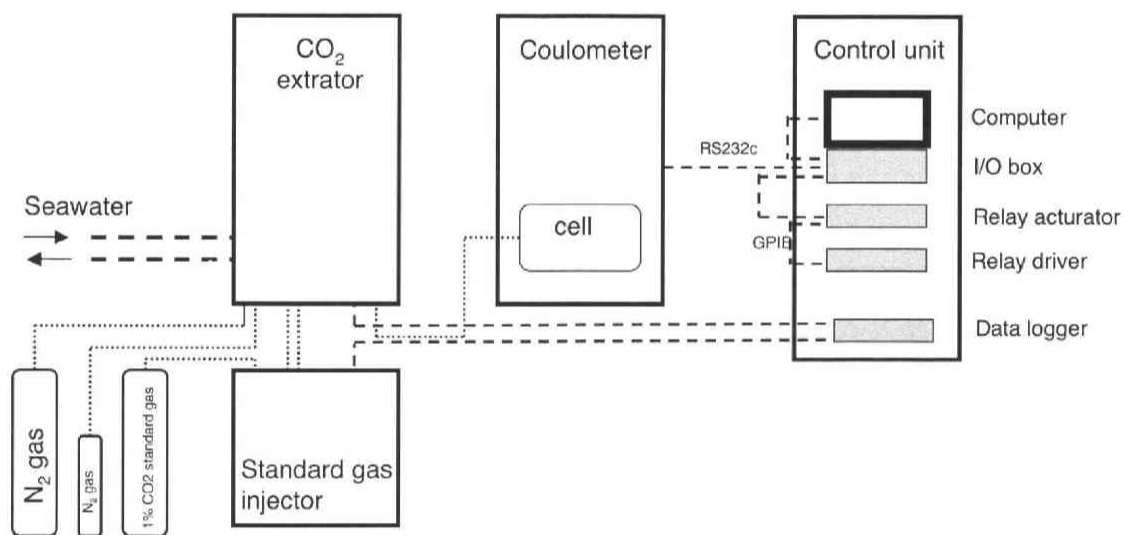 CO₂
extrator
Coulometer
Control unit
Computer
RS232c
I/O box
Seawater
cell
Relay acturator
GPIB
Relay driver
Data logger
N₂ gas
N₂ gas
1% CO2 standard gas
Standard gas
injector